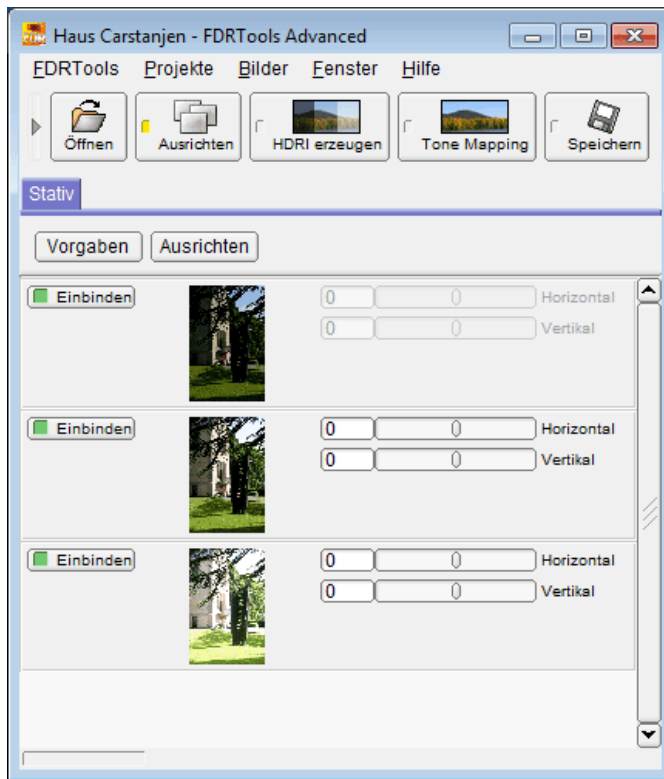 Haus Carstanjen - FDRTools Advanced
FDRTools Projekte Bilder Fenster Hilfe
Öffnen Ausrichten HDRI erzeugen Tone Mapping Speichern
Stativ
Vorgaben Ausrichten
Einbinden 0 0 Horizontal
0 0 Vertikal
Einbinden 0 0 Horizontal
0 0 Vertikal
Einbinden 0 0 Horizontal
0 0 Vertikal